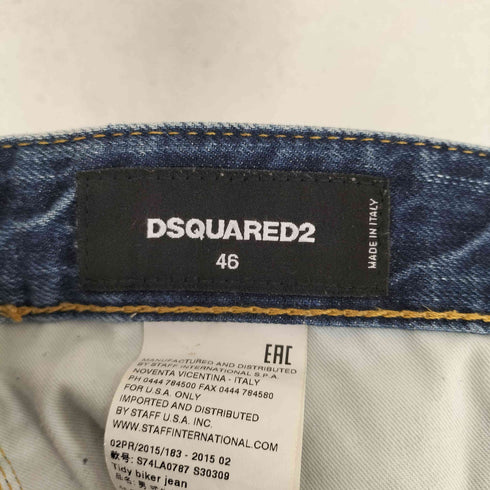 DSQUARED2
46
MADE IN ITALY
EAC
MANUFACTURED AND DISTRIBUTED
BY STAFF INTERNATIONAL S.P.A.
NOVENTA VICENTINA - ITALY
PH 0444 784500 FAX 0444 784580
FOR U.S.A. ONLY
IMPORTED AND DISTRIBUTED
BY STAFF U.S.A. INC.
WWW.STAFFINTERNATIONAL.COM
02PR/2015/183 - 2015 02
款号: S74LA0787 S30309
Tidy biker jean